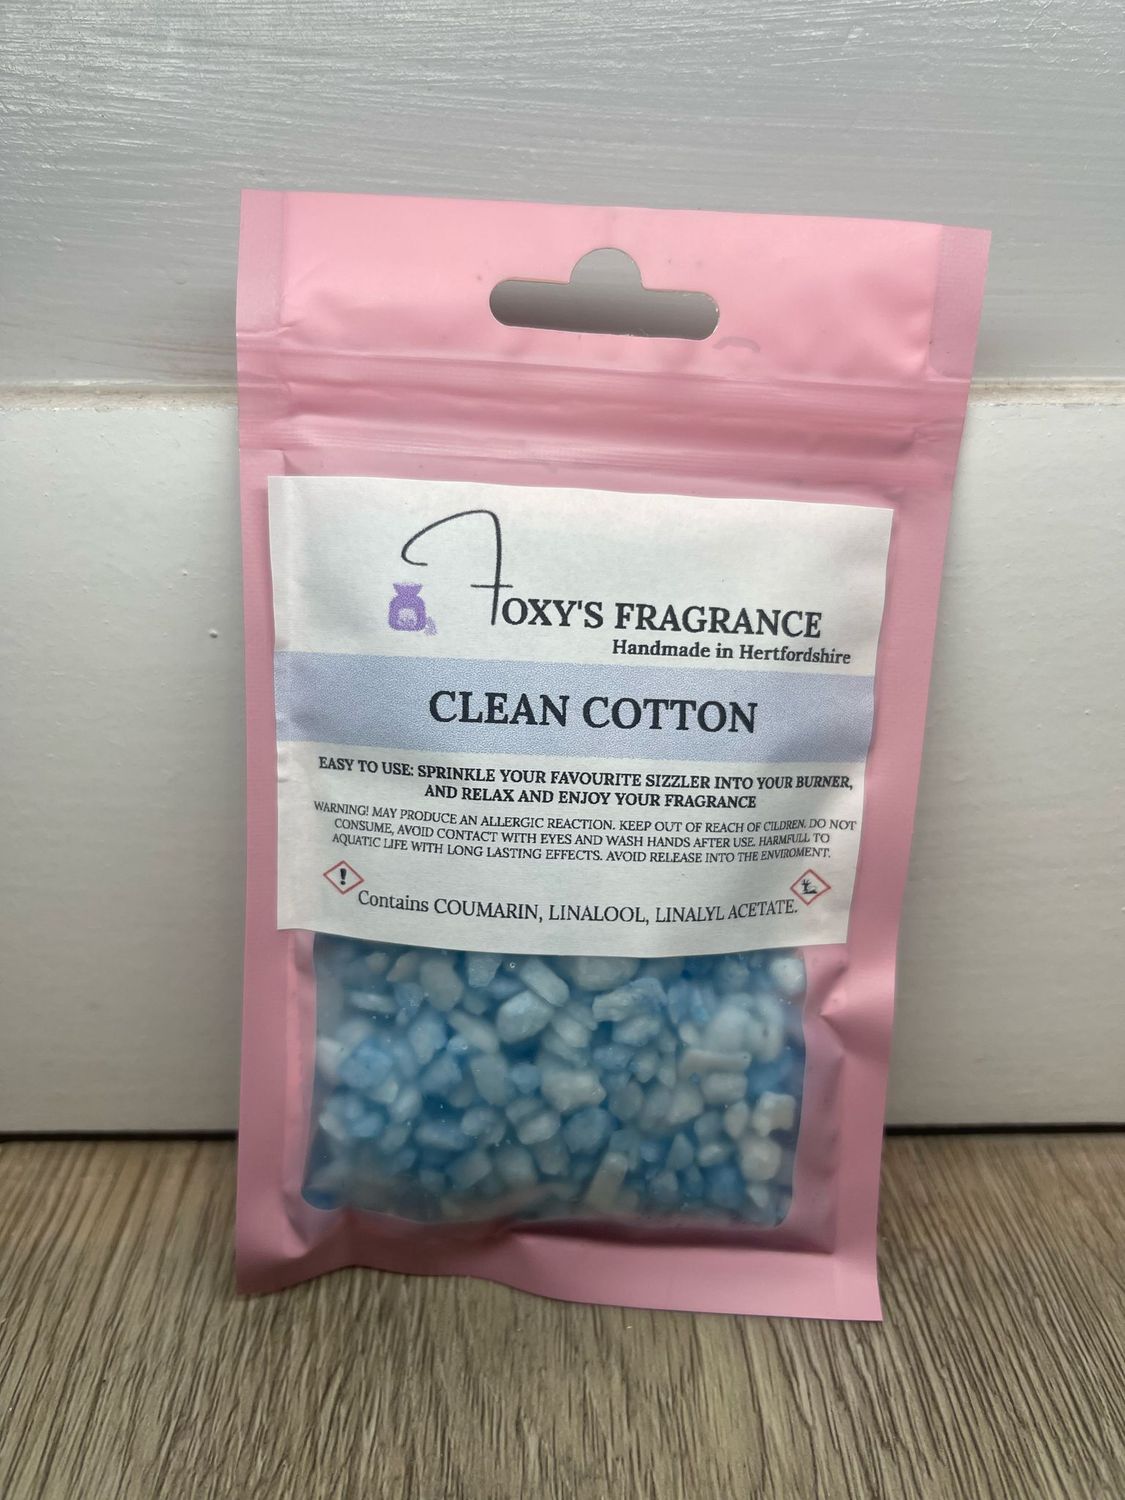 FOXY'S FRAGRANCE
Handmade in Hertfordshire
CLEAN COTTON
EASY TO USE: SPRINKLE YOUR FAVOURITE SIZZLER INTO YOUR BURNER,
AND RELAX AND ENJOY YOUR FRAGRANCE
WARNING! MAY PRODUCE AN ALLERGIC REACTION. KEEP OUT OF REACH OF CILDREN. DO NOT
CONSUME, AVOID CONTACT WITH EYES AND WASH HANDS AFTER USE. HARMFULL TO
AQUATIC LIFE WITH LONG LASTING EFFECTS. AVOID RELEASE INTO THE ENVIROMENT.
Contains COUMARIN, LINALOOL, LINALYL ACETATE.